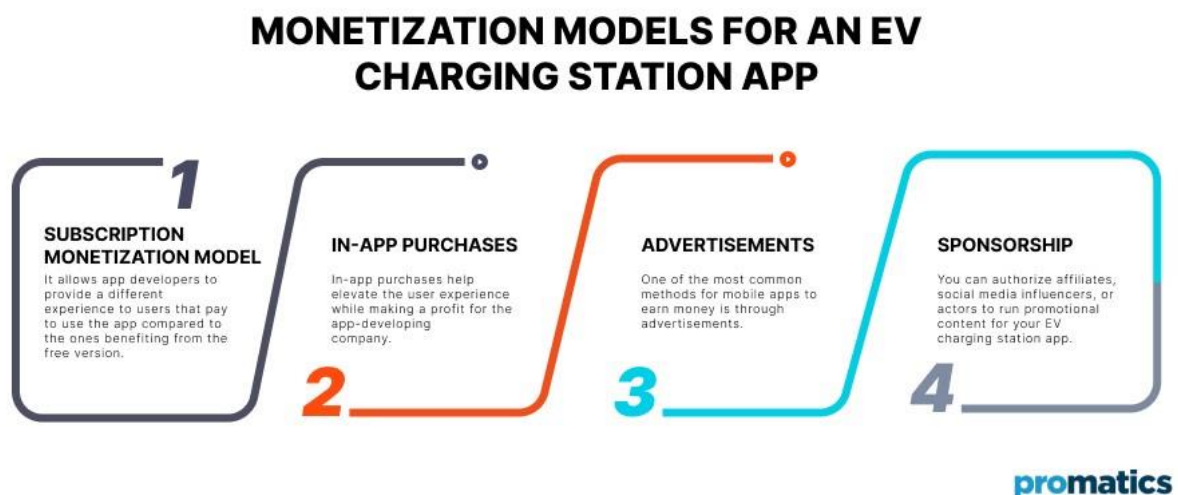 MONETIZATION MODELS FOR AN EV
CHARGING STATION APP
1
SUBSCRIPTION
MONETIZATION MODEL
It allows app developers to
provide a different
experience to users that pay
to use the app compared to
the ones benefiting from the
free version.
2
IN-APP PURCHASES
In-app purchases help
elevate the user experience
while making a profit for the
app-developing
company.
3
ADVERTISEMENTS
One of the most common
methods for mobile apps to
earn money is through
advertisements.
4
SPONSORSHIP
You can authorize affiliates,
social media influencers, or
actors to run promotional
content for your EV
charging station app.
promatics